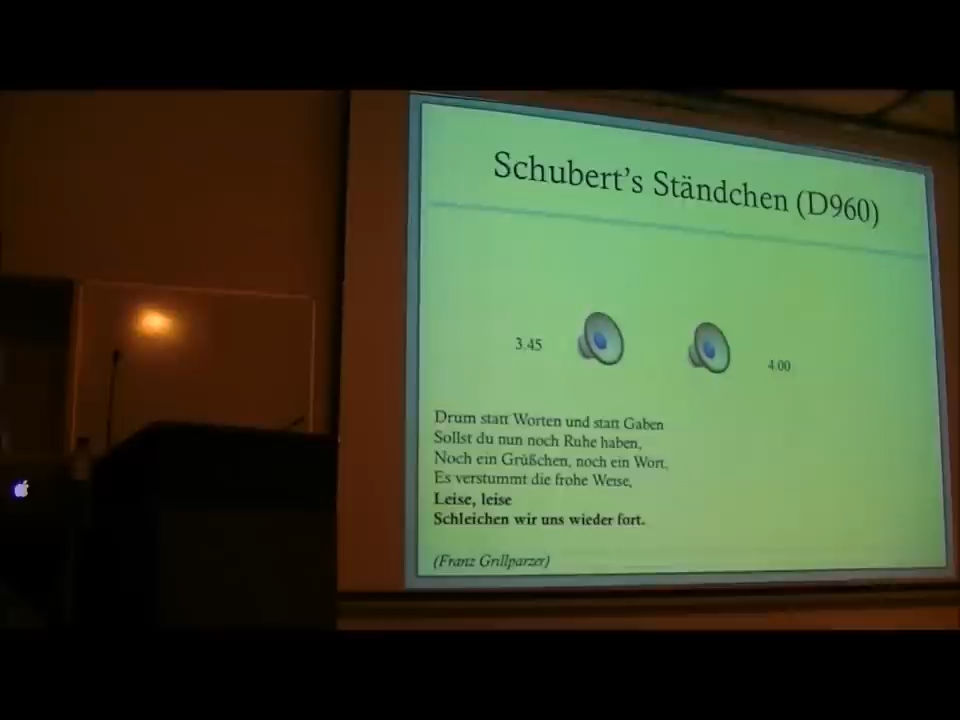 Schubert's Ständchen (D960)
3.45
4.00
Drum statt Worten und statt Gaben
Sollst du nun noch Ruhe haben,
Noch ein Grüßchen, noch ein Wort,
Es verstummt die frohe Weise,
Leise, leise
Schleichen wir uns wieder fort.
(Franz Grillparzer)